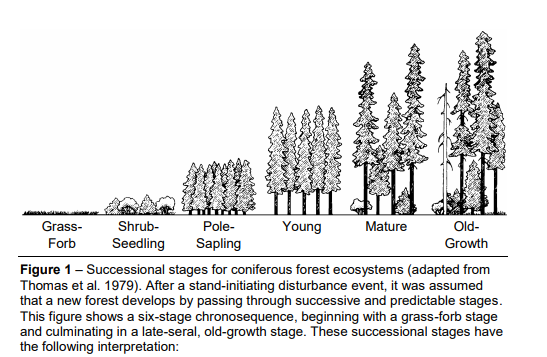 Grass-
Forb
Shrub-
Seedling
Pole-
Sapling
Young
Mature
Old-
Growth
Figure 1 – Successional stages for coniferous forest ecosystems (adapted from
Thomas et al. 1979). After a stand-initiating disturbance event, it was assumed
that a new forest develops by passing through successive and predictable stages.
This figure shows a six-stage chronosequence, beginning with a grass-forb stage
and culminating in a late-seral, old-growth stage. These successional stages have
the following interpretation: